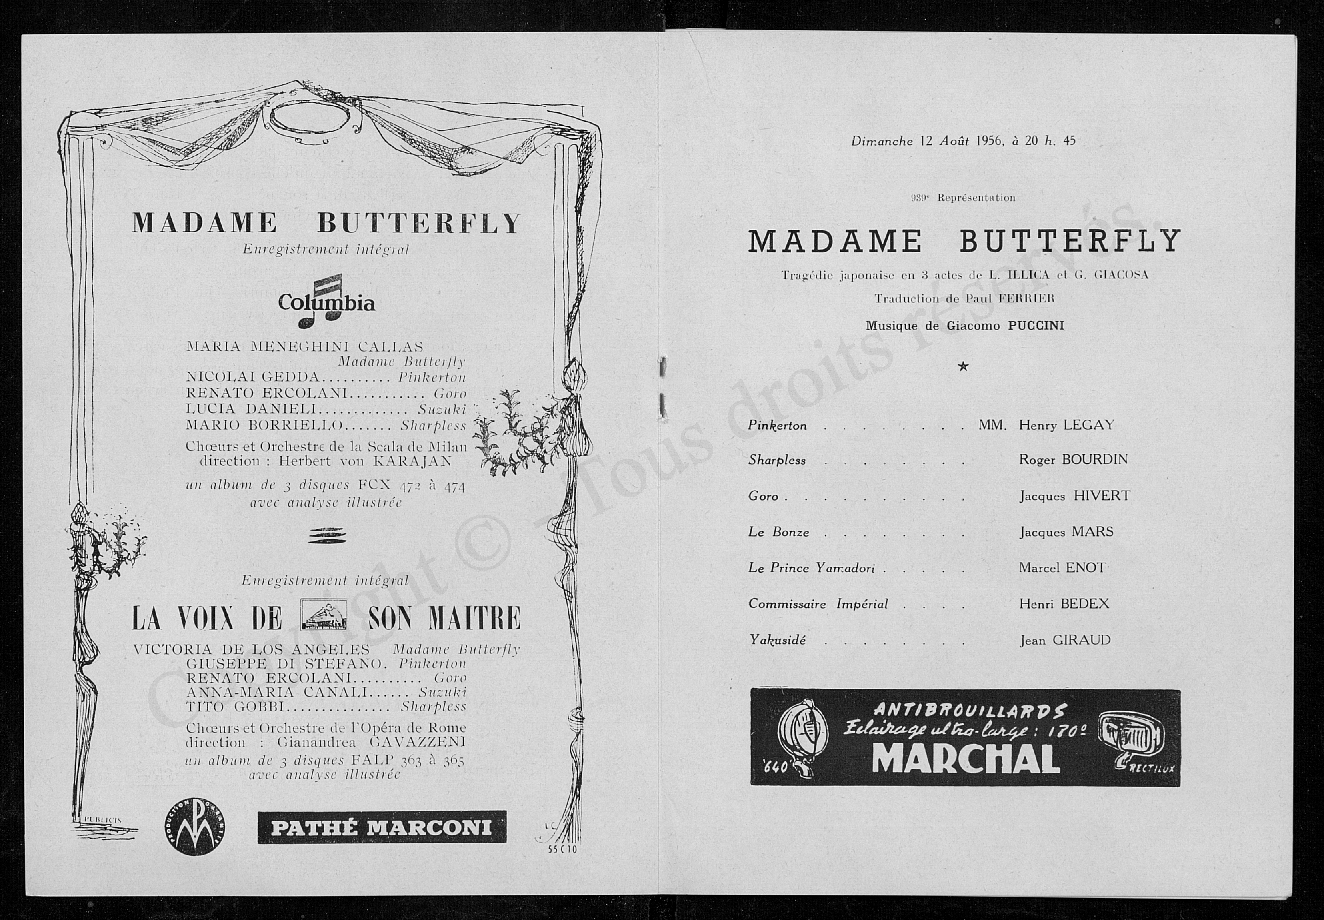 MADAME BUTTERFLY
Enregistrement intégral
Columbia
MARIA MENEGHINI CALLAS
Madame Butterfly
NICOLAI GEDDA.......... Pinkerton
RENATO ERCOLANI........... Goro
LUCIA DANIELI............. Suzuki
MARIO BORRIELLO....... Sharpless
Chœurs et Orchestre de la Scala de Milan
direction : Herbert von KARAJAN
un album de 3 disques FCX 472 à 474
avec analyse illustrée
Enregistrement intégral
LA VOIX DE SON MAITRE
VICTORIA DE LOS ANGELES Madame Butterfly
GIUSEPPE DI STEFANO. Pinkerton
RENATO ERCOLANI.......... Goro
ANNA-MARIA CANALI...... Suzuki
TITO GOBBI............... Sharpless
Chœurs et Orchestre de l'Opéra de Rome
direction : Gianandrea GAVAZZENI
un album de 3 disques FALP 363 à 365
avec analyse illustrée
PUBLICIS
PATHÉ MARCONI
55 C 10
Dimanche 12 Août 1956, à 20 h. 45
939e Représentation
MADAME BUTTERFLY
Tragédie japonaise en 3 actes de L. ILLICA et G. GIACOSA
Traduction de Paul FERRIER
Musique de Giacomo PUCCINI
Pinkerton . . . . . . . . MM. Henry LEGAY
Sharpless . . . . . . . Roger BOURDIN
Goro . . . . . . . . . . Jacques HIVERT
Le Bonze . . . . . . . Jacques MARS
Le Prince Yamadori . . . . . Marcel ENOT
Commissaire Impérial . . . . Henri BEDEX
Yakusidé . . . . . . . Jean GIRAUD
ANTIBROUILLARDS
Eclairage ultra-large : 170°
MARCHAL
640
RECTILUX
Copyright © - Tous droits réservés.